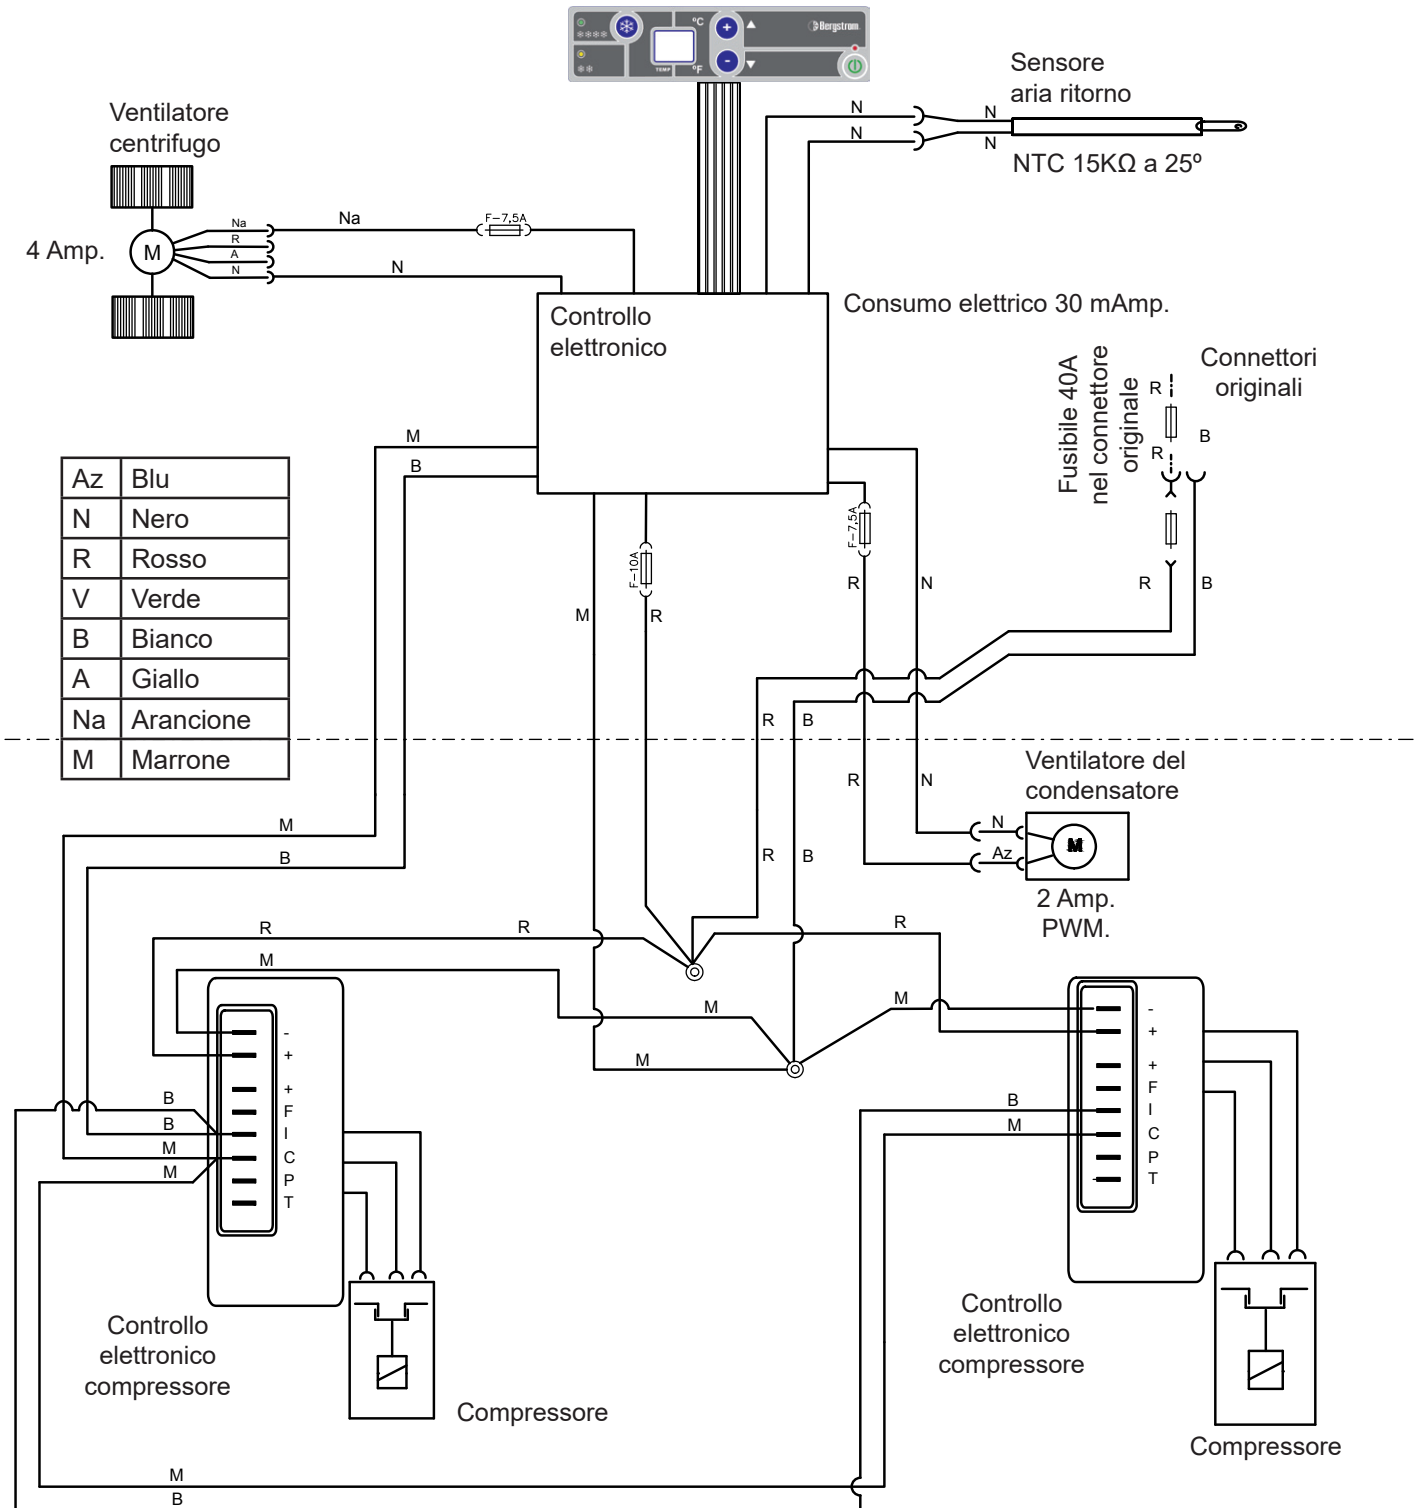 °C
Bergstrom
TEMP
°F
+
-
Sensore
aria ritorno
NTC 15KΩ a 25º
N
N
N
N
Ventilatore
centrifugo
4 Amp.
M
Na
R
A
N
Na
N
F-7,5A
Controllo
elettronico
Consumo elettrico 30 mAmp.
Fusibile 40A
nel connettore
originale
Connettori
originali
R
R
B
M
B
F-7,5A
F-10A
R
N
R
B
M
R
Az Blu
N Nero
R Rosso
V Verde
B Bianco
A Giallo
Na Arancione
M Marrone
R
B
R
N
Ventilatore del
condensatore
N
Az
M
2 Amp.
PWM.
M
B
R
B
R
R
R
M
M
M
M
-
+
+
F
I
C
P
T
B
B
M
M
-
+
+
F
I
C
P
T
B
M
Controllo
elettronico
compressore
Compressore
Controllo
elettronico
compressore
Compressore
M
B